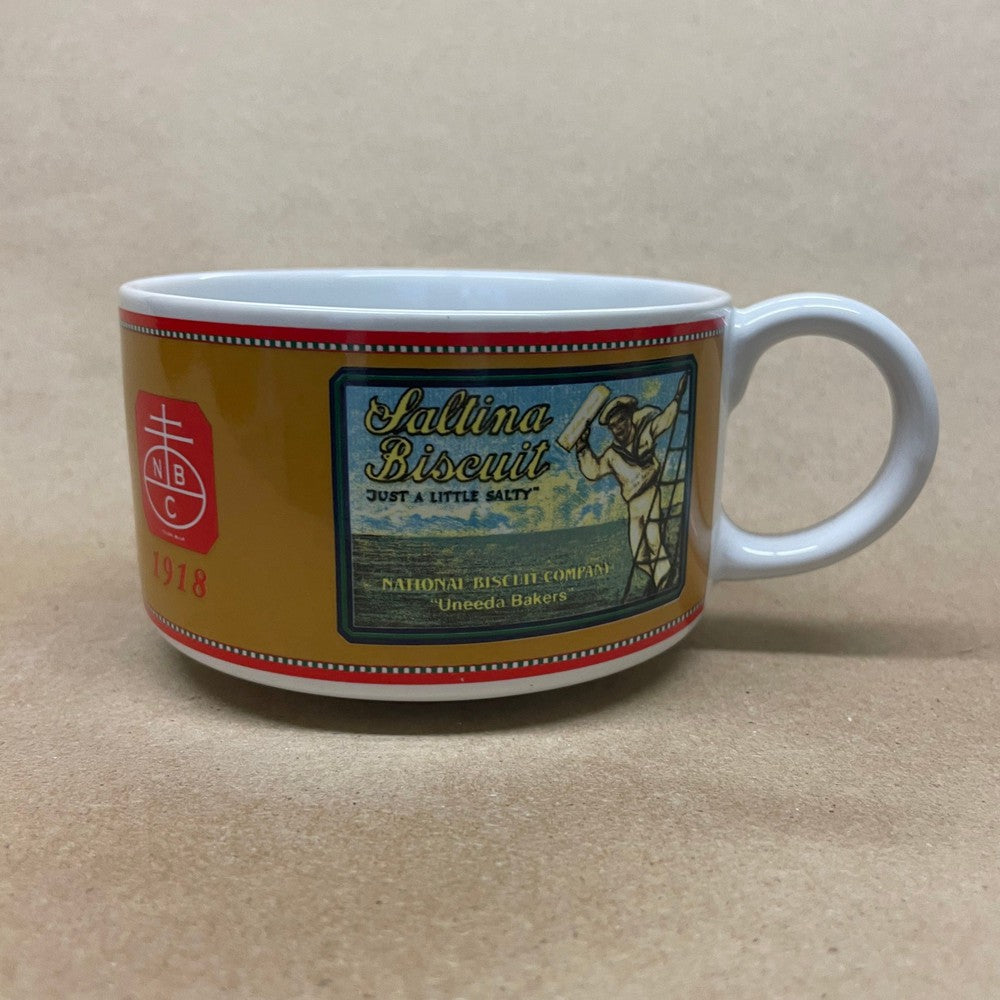 N B
C
1918
Saltina
Biscuit
"JUST A LITTLE SALTY"
NATIONAL BISCUIT COMPANY
"Uneeda Bakers"